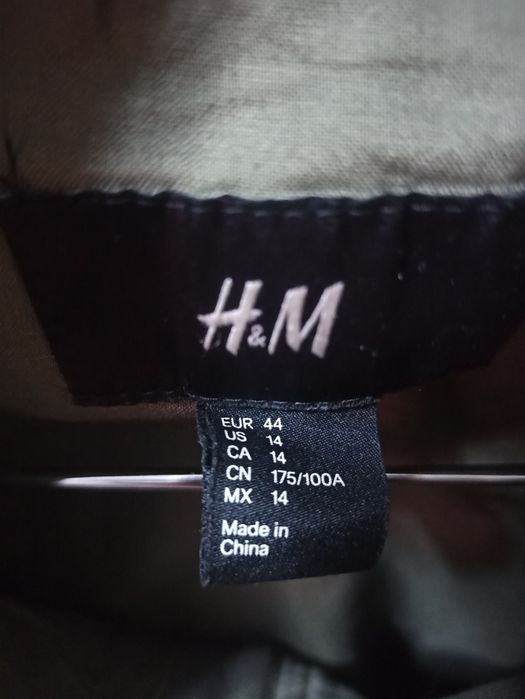 H&M
EUR 44
US 14
CA 14
CN 175/100A
MX 14
Made in
China